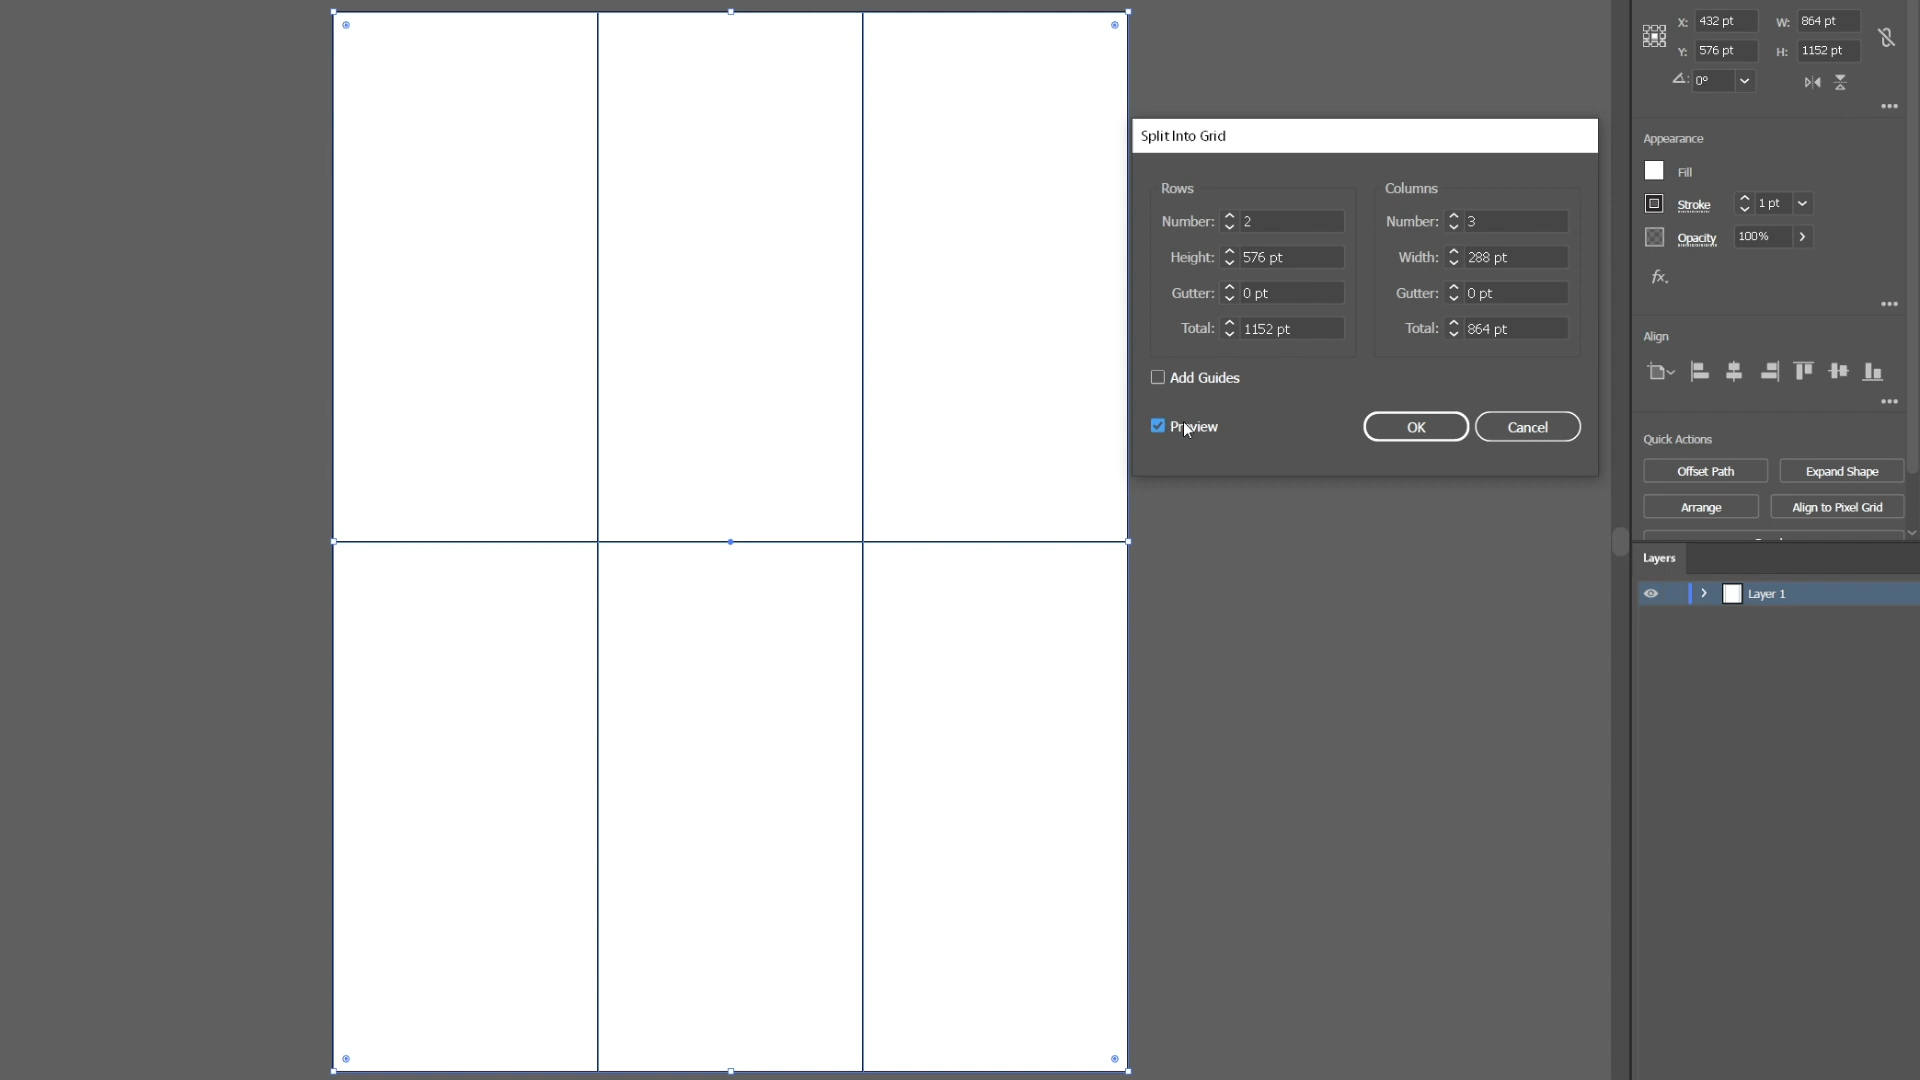 X: 432 pt W: 864 pt
Y: 576 pt H: 1152 pt
0°
Split Into Grid
Rows
Number: 2
Height: 576 pt
Gutter: 0 pt
Total: 1152 pt
Columns
Number: 3
Width: 288 pt
Gutter: 0 pt
Total: 864 pt
Add Guides
Preview
OK
Cancel
Appearance
Fill
Stroke 1 pt
Opacity 100%
fx.
Align
Quick Actions
Offset Path
Expand Shape
Arrange
Align to Pixel Grid
Layers
Layer 1